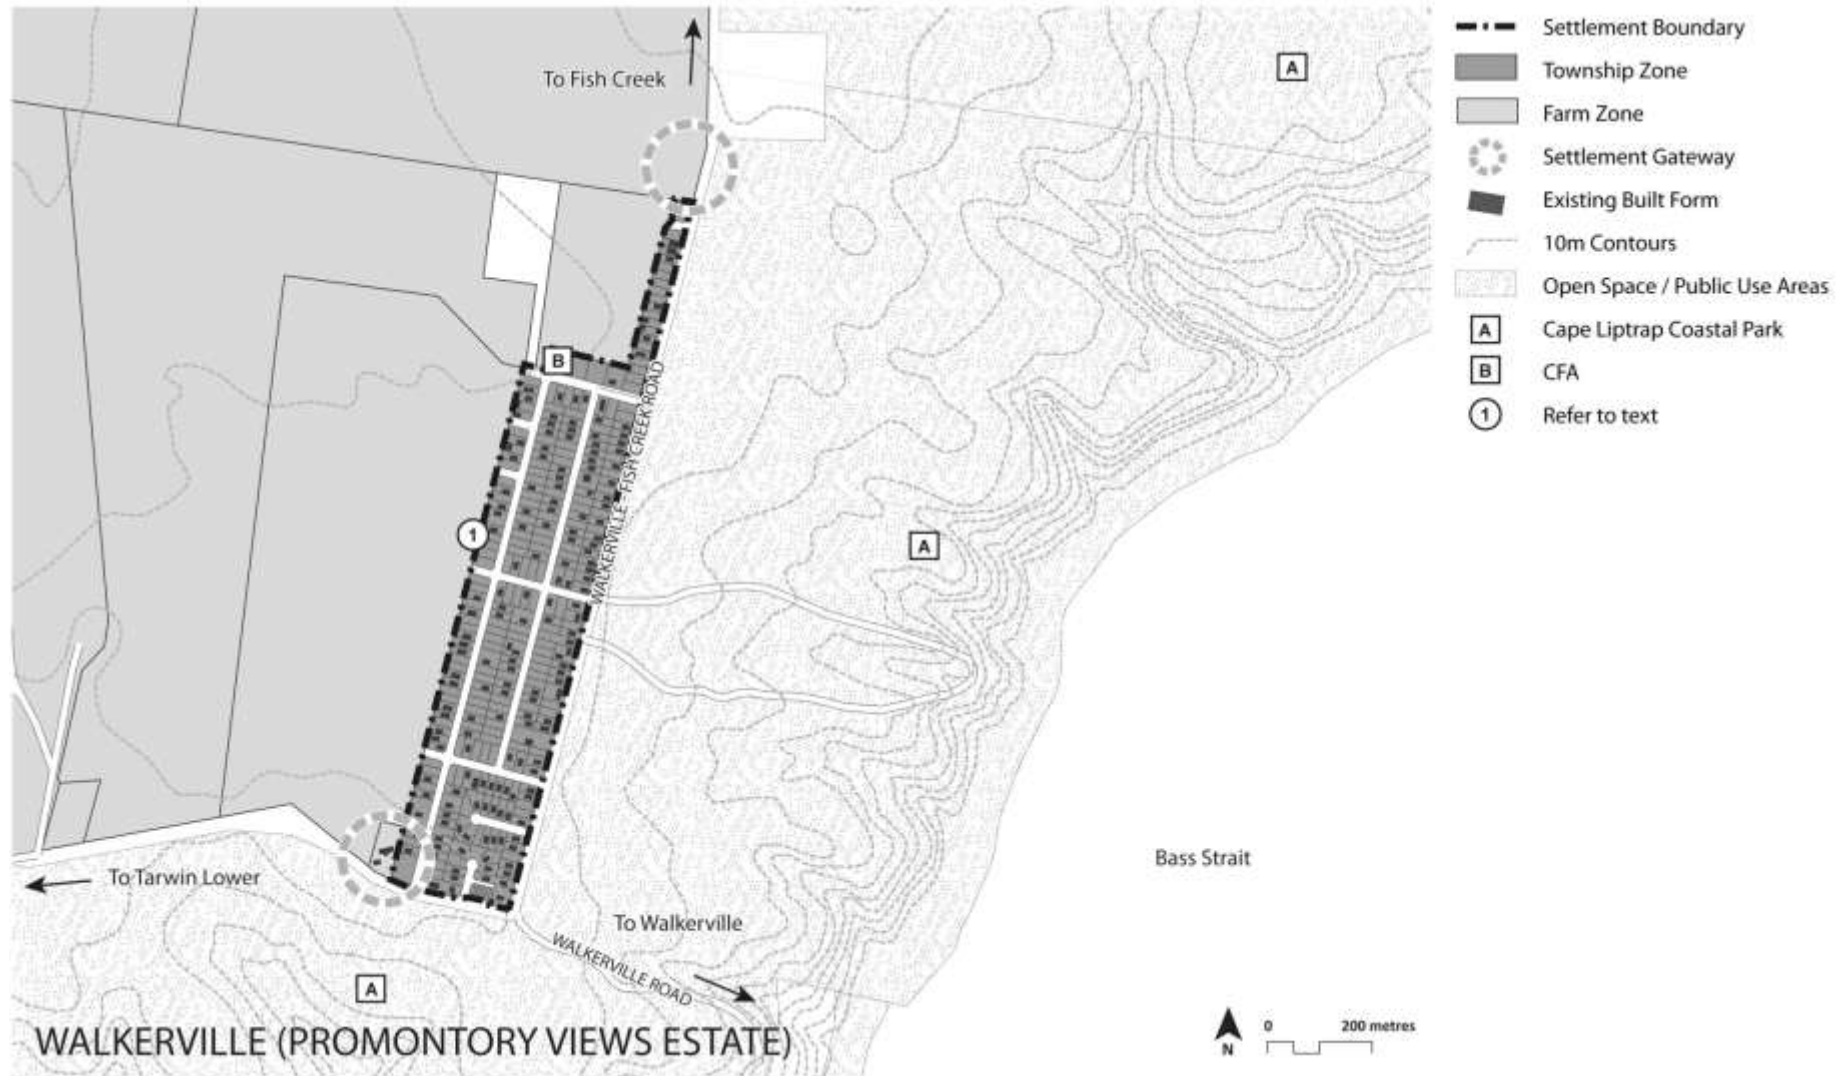 To Fish Creek
A
B
WALKERVILLE - FISH CREEK ROAD
1
A
To Tarwin Lower
To Walkerville
WALKERVILLE ROAD
A
Bass Strait
WALKERVILLE (PROMONTORY VIEWS ESTATE)
N
0 200 metres
Settlement Boundary
Township Zone
Farm Zone
Settlement Gateway
Existing Built Form
10m Contours
Open Space / Public Use Areas
A Cape Liptrap Coastal Park
B CFA
1 Refer to text